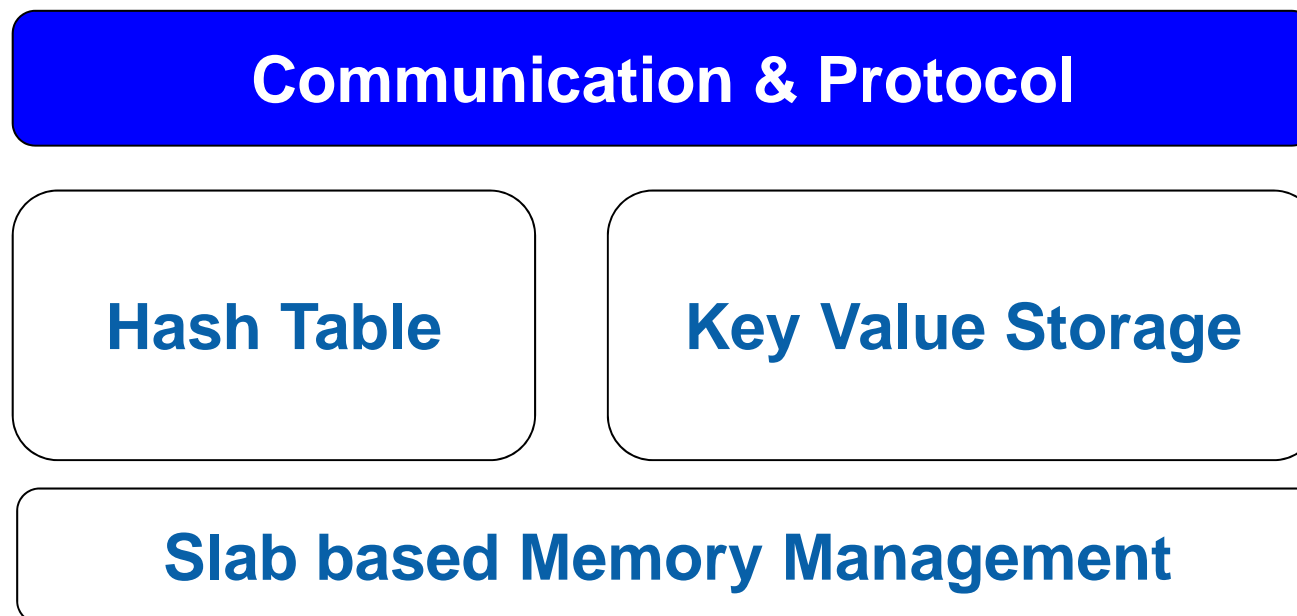 Communication & Protocol
Hash Table
Key Value Storage
Slab based Memory Management